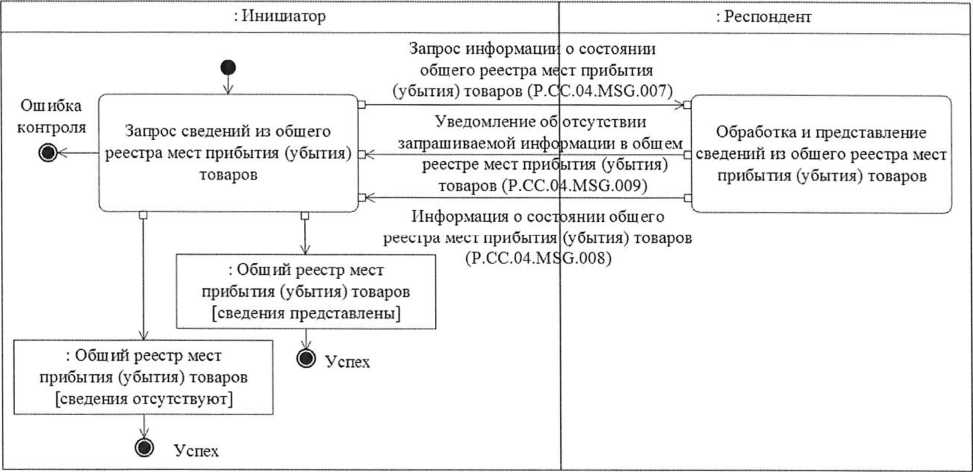 : Инициатор
: Респондент
Запрос информации о состоянии
общего реестра мест прибытия
(убытия) товаров (P.CC.04.MSG.007)
Ошибка
контроля
Запрос сведений из общего
реестра мест прибытия (убытия)
товаров
Уведомление об отсутствии
запрашиваемой информации в общем
реестре мест прибытия (убытия)
товаров (P.CC.04.MSG.009)
Обработка и представление
сведений из общего реестра мест
прибытия (убытия) товаров
Информация о состоянии общего
реестра мест прибытия (убытия) товаров
(P.CC.04.MSG.008)
: Общий реестр мест
прибытия (убытия) товаров
[сведения представлены]
Успех
: Общий реестр мест
прибытия (убытия) товаров
[сведения отсутствуют]
Успех